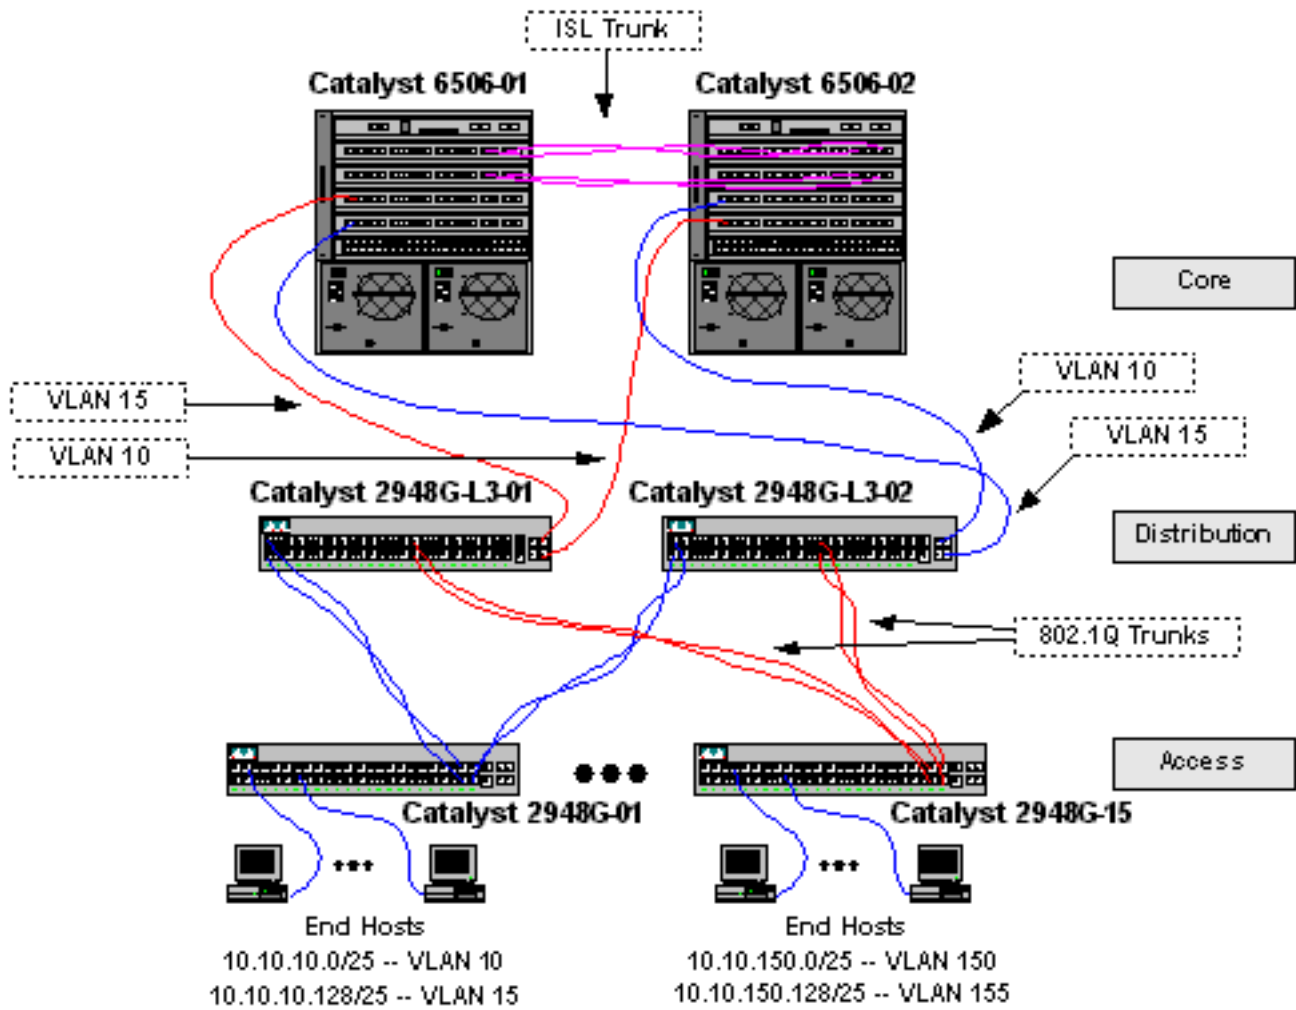 ISL Trunk
Catalyst 6506-01
Catalyst 6506-02
Core
VLAN 15
VLAN 10
VLAN 10
VLAN 15
Catalyst 2948G-L3-01
Catalyst 2948G-L3-02
Distribution
802.1Q Trunks
Access
Catalyst 2948G-01
Catalyst 2948G-15
End Hosts
10.10.10.0/25 -- VLAN 10
10.10.10.128/25 -- VLAN 15
End Hosts
10.10.150.0/25 -- VLAN 150
10.10.150.128/25 -- VLAN 155